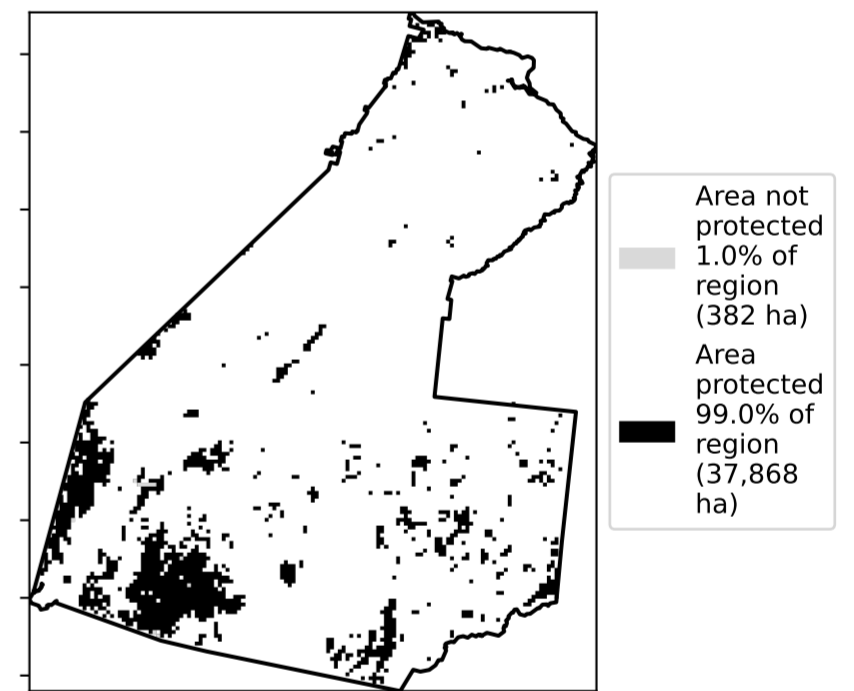 Area not
protected
1.0% of
region
(382 ha)
Area
protected
99.0% of
region
(37,868
ha)